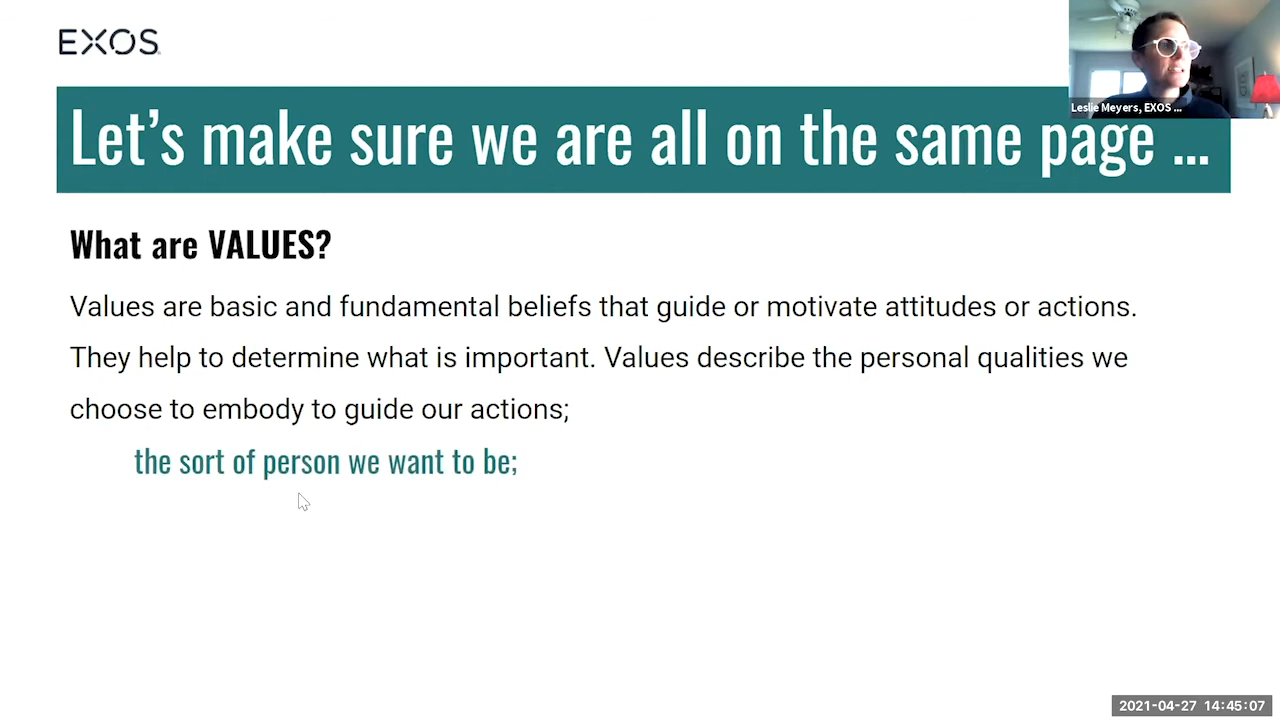 EXOS
Leslie Meyers, EXOS ...
Let's make sure we are all on the same page ...
What are VALUES?
Values are basic and fundamental beliefs that guide or motivate attitudes or actions.
They help to determine what is important. Values describe the personal qualities we
choose to embody to guide our actions;
the sort of person we want to be;
2021-04-27 14:45:07